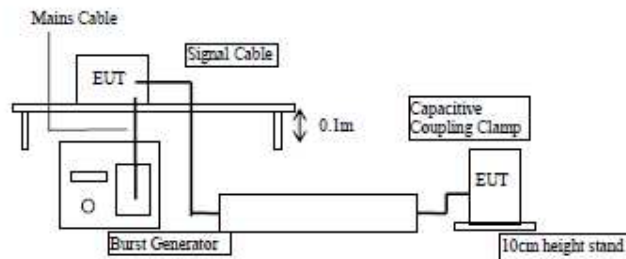 Mains Cable
Signal Cable
EUT
0.1m
Capacitive
Coupling Clamp
EUT
Burst Generator
10cm height stand